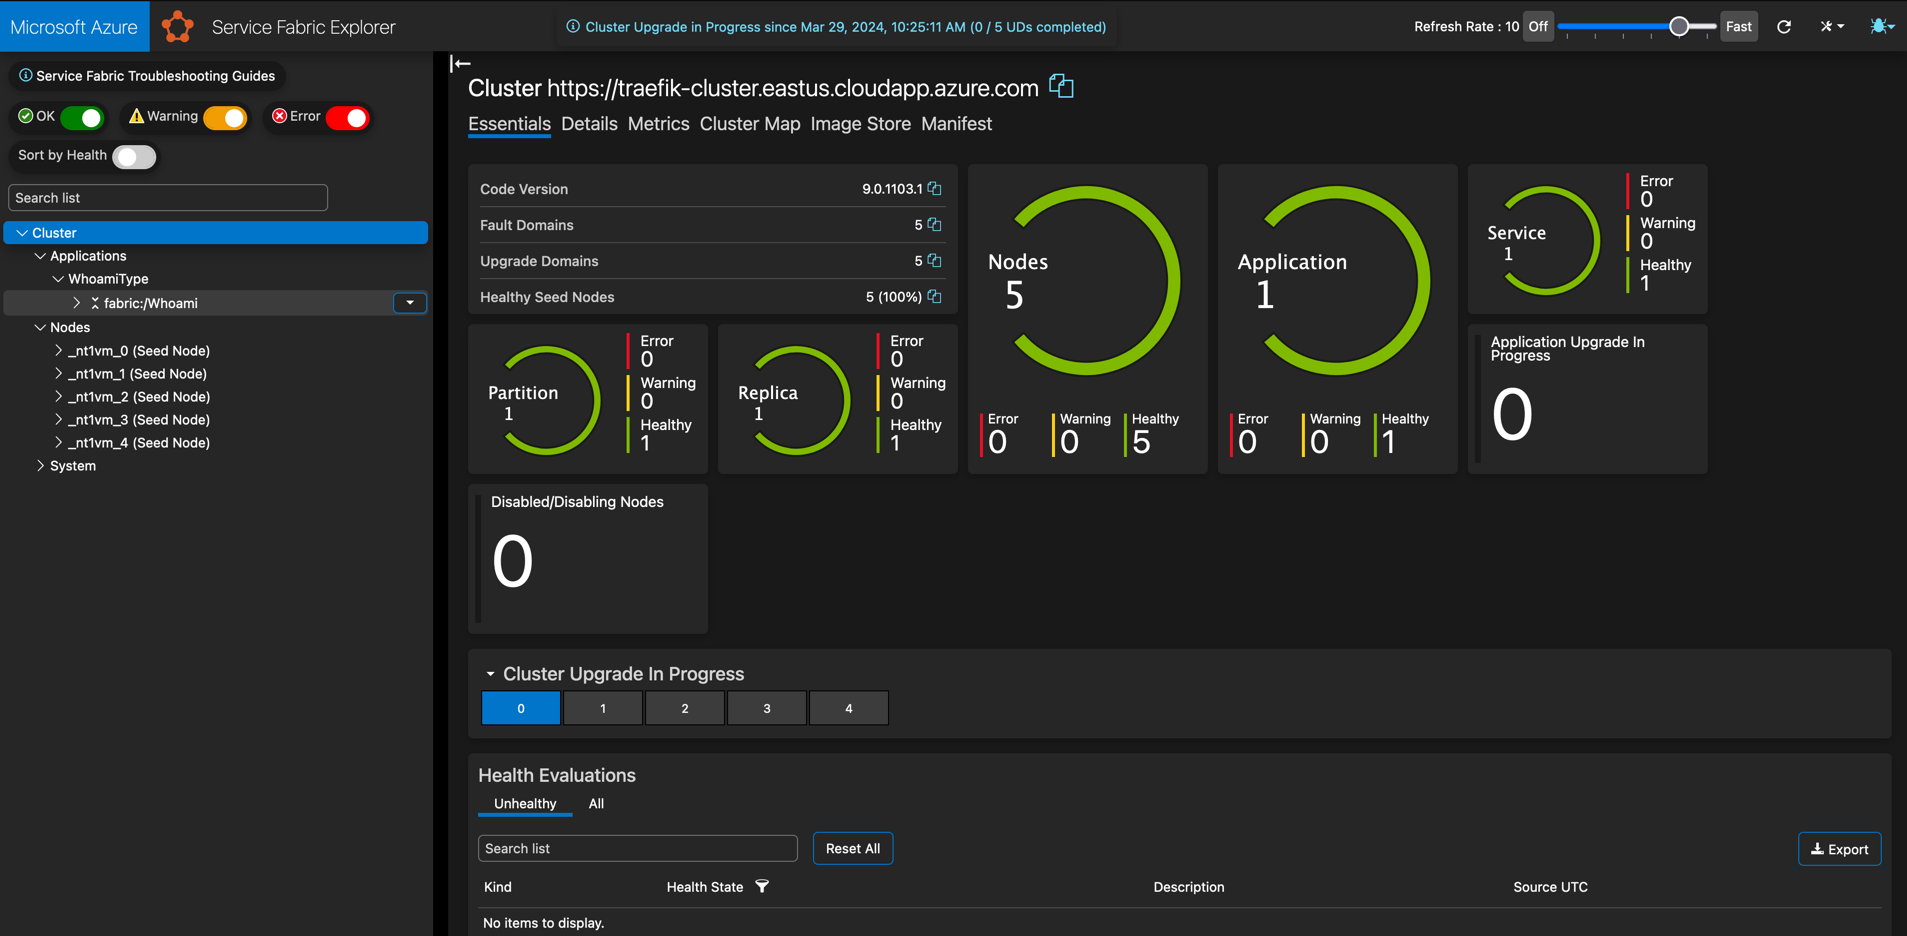 Microsoft Azure
Service Fabric Explorer
Cluster Upgrade in Progress since Mar 29, 2024, 10:25:11 AM (0 / 5 UDs completed)
Refresh Rate : 10
Off
Fast
Service Fabric Troubleshooting Guides
OK
Warning
Error
Sort by Health
Search list
Cluster
Applications
WhoamiType
fabric:/Whoami
Nodes
_nt1vm_0 (Seed Node)
_nt1vm_1 (Seed Node)
_nt1vm_2 (Seed Node)
_nt1vm_3 (Seed Node)
_nt1vm_4 (Seed Node)
System
Cluster https://traefik-cluster.eastus.cloudapp.azure.com
Essentials Details Metrics Cluster Map Image Store Manifest
Code Version 9.0.1103.1
Fault Domains 5
Upgrade Domains 5
Healthy Seed Nodes 5 (100%)
Nodes
5
Error
0
Warning
0
Healthy
5
Application
1
Error
0
Warning
0
Healthy
1
Service
1
Error
0
Warning
0
Healthy
1
Partition
1
Error
0
Warning
0
Healthy
1
Replica
1
Error
0
Warning
0
Healthy
1
Application Upgrade In
Progress
0
Disabled/Disabling Nodes
0
Cluster Upgrade In Progress
0 1 2 3 4
Health Evaluations
Unhealthy All
Search list
Reset All
Export
Kind Health State Description Source UTC
No items to display.